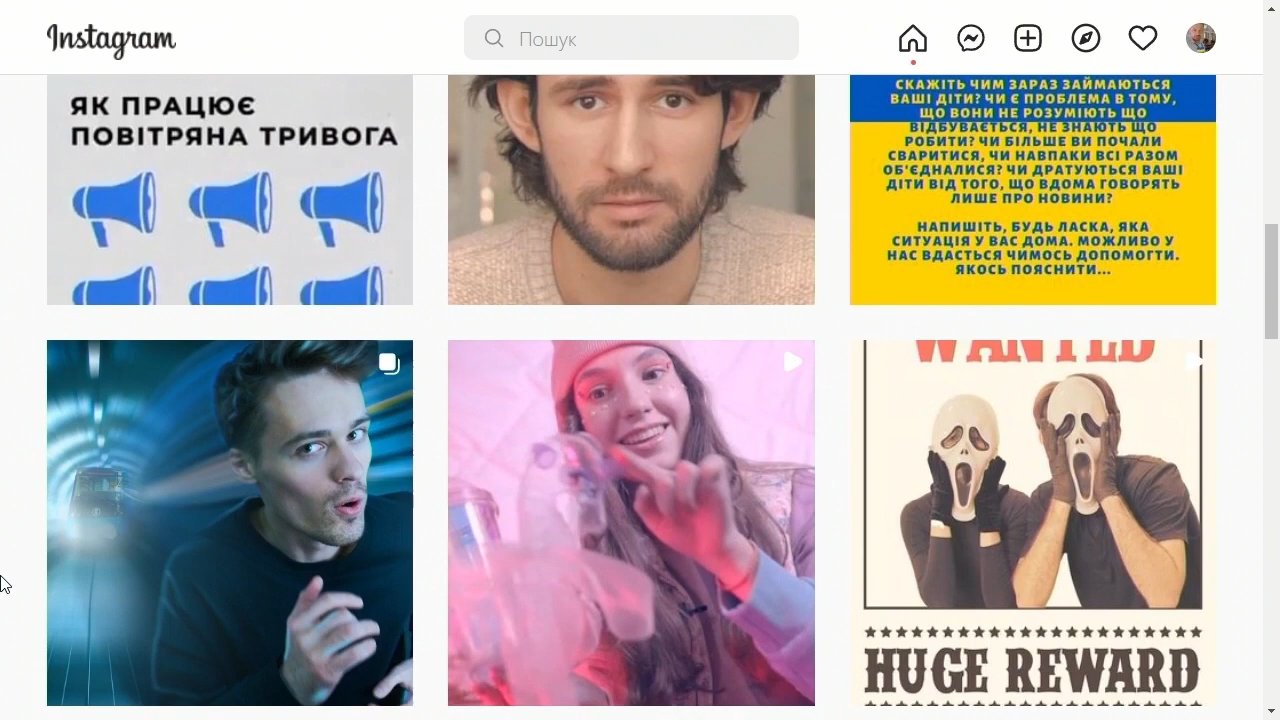 Instagram
Пошук
ЯК ПРАЦЮЄ
ПОВІТРЯНА ТРИВОГА
СКАЖІТЬ ЧИМ ЗАРАЗ ЗАЙМАЮТЬСЯ
ВАШІ ДІТИ? ЧИ Є ПРОБЛЕМА В ТОМУ,
ЩО ВОНИ НЕ РОЗУМІЮТЬ ЩО
ВІДБУВАЄТЬСЯ, НЕ ЗНАЮТЬ ЩО
РОБИТИ? ЧИ БІЛЬШЕ ВИ ПОЧАЛИ
СВАРИТИСЯ, ЧИ НАВПАКИ ВСІ РАЗОМ
ОБ'ЄДНАЛИСЯ? ЧИ ДРАТУЮТЬСЯ ВАШІ
ДІТИ ВІД ТОГО, ЩО ВДОМА ГОВОРЯТЬ
ЛИШЕ ПРО НОВИНИ?
НАПИШІТЬ, БУДЬ ЛАСКА, ЯКА
СИТУАЦІЯ У ВАС ДОМА. МОЖЛИВО У
НАС ВДАСТЬСЯ ЧИМОСЬ ДОПОМОГТИ.
ЯКОСЬ ПОЯСНИТИ...
WANTED
HUGE REWARD